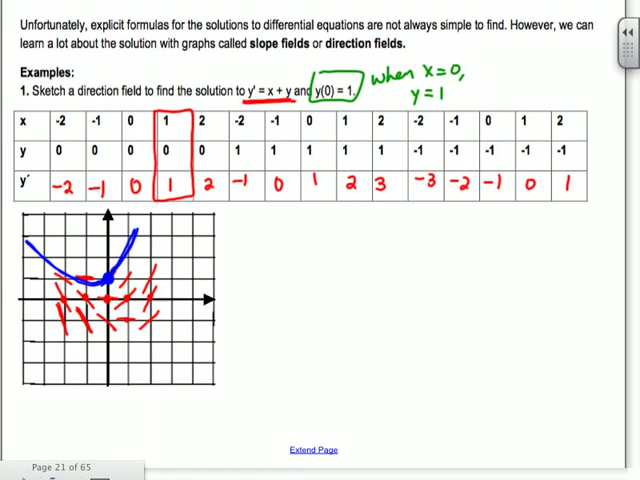 Unfortunately, explicit formulas for the solutions to differential equations are not always simple to find. However, we can
learn a lot about the solution with graphs called slope fields or direction fields.
Examples:
1. Sketch a direction field to find the solution to y' = x + y and y(0) = 1.
when x=0,
y=1
x -2 -1 0 1 2 -2 -1 0 1 2 -2 -1 0 1 2
y 0 0 0 0 0 1 1 1 1 1 -1 -1 -1 -1 -1
y' -2 -1 0 1 2 -1 0 1 2 3 -3 -2 -1 0 1
Extend Page
Page 21 of 65